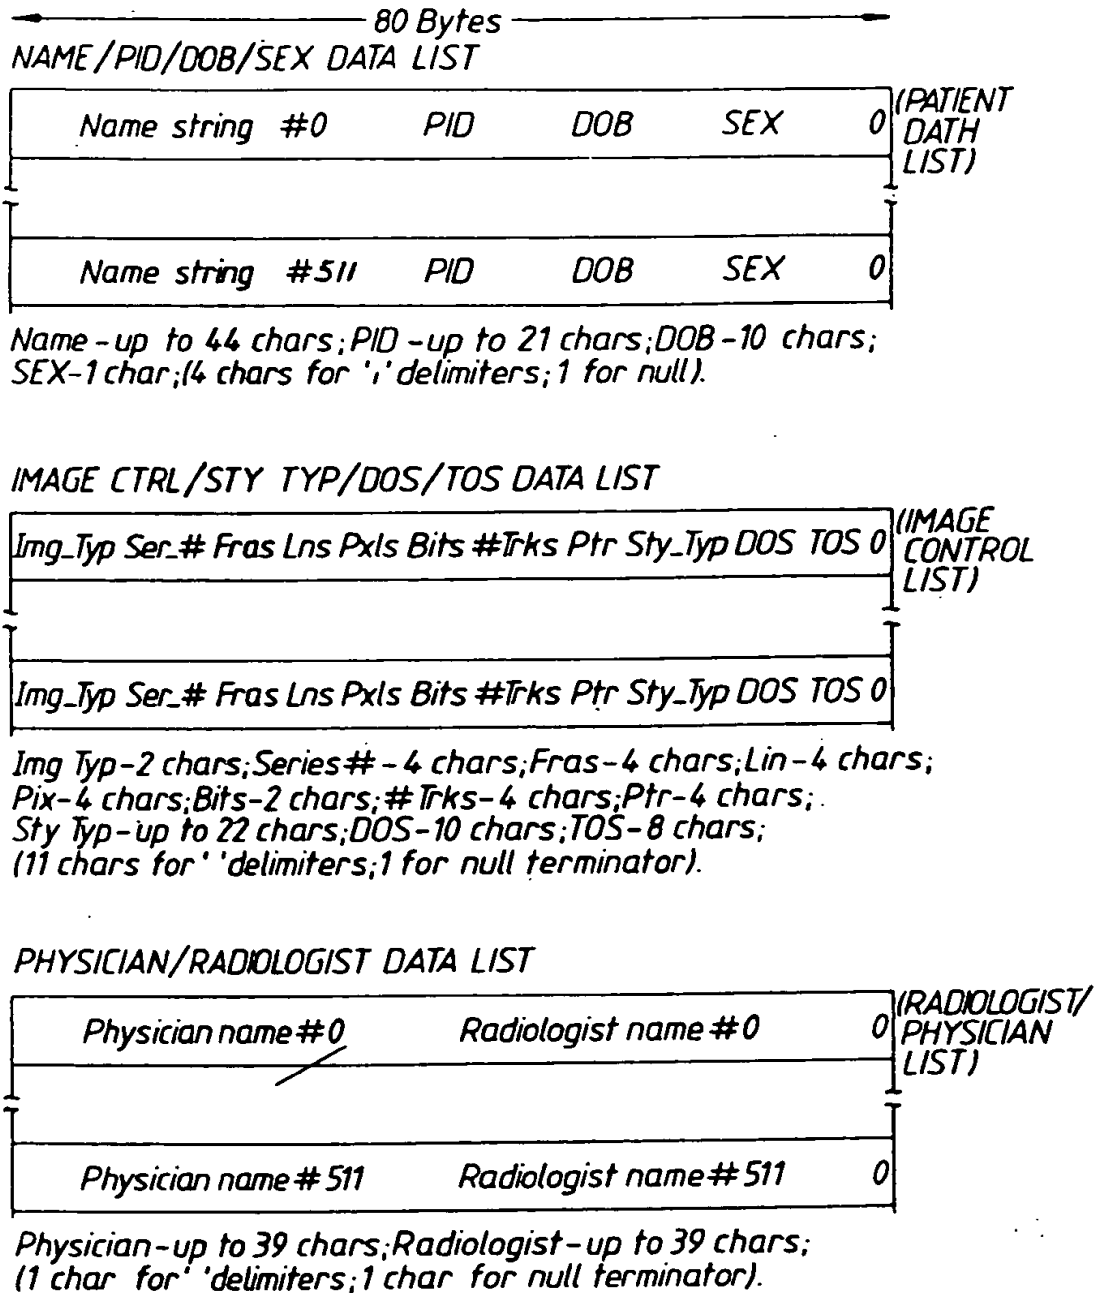 80 Bytes
NAME/PID/DOB/SEX DATA LIST
Name string #0 PID DOB SEX 0
(PATIENT
DATH
LIST)
Name string #511 PID DOB SEX 0
Name-up to 44 chars; PID-up to 21 chars; DOB-10 chars;
SEX-1 char; (4 chars for ',' delimiters; 1 for null).
IMAGE CTRL/STY TYP/DOS/TOS DATA LIST
Img_Typ Ser_# Fras Lns Pxls Bits #Trks Ptr Sty_Typ DOS TOS 0
(IMAGE
CONTROL
LIST)
Img_Typ Ser_# Fras Lns Pxls Bits #Trks Ptr Sty_Typ DOS TOS 0
Img Typ-2 chars; Series#-4 chars; Fras-4 chars; Lin-4 chars;
Pix-4 chars; Bits-2 chars; #Trks-4 chars; Ptr-4 chars;
Sty Typ-up to 22 chars; DOS-10 chars; TOS-8 chars;
(11 chars for ' ' delimiters; 1 for null terminator).
PHYSICIAN/RADIOLOGIST DATA LIST
Physician name #0 Radiologist name #0 0
(RADIOLOGIST/
PHYSICIAN
LIST)
Physician name #511 Radiologist name #511 0
Physician-up to 39 chars; Radiologist-up to 39 chars;
(1 char for ' ' delimiters; 1 char for null terminator).